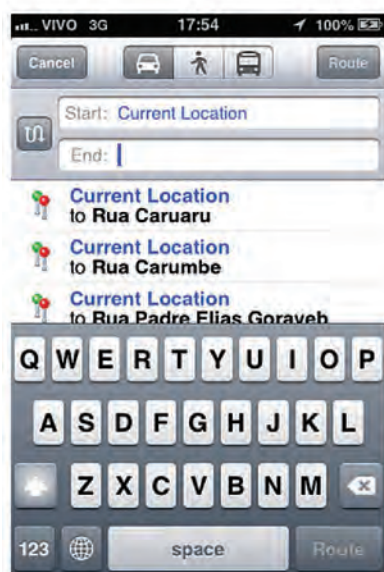 VIVO 3G 17:54 100%
Cancel Route
Start: Current Location
End:
Current Location
to Rua Caruaru
Current Location
to Rua Carumbe
Current Location
to Rua Padre Elias Gorayeb
Q W E R T Y U I O P
A S D F G H J K L
Z X C V B N M
123 space Route